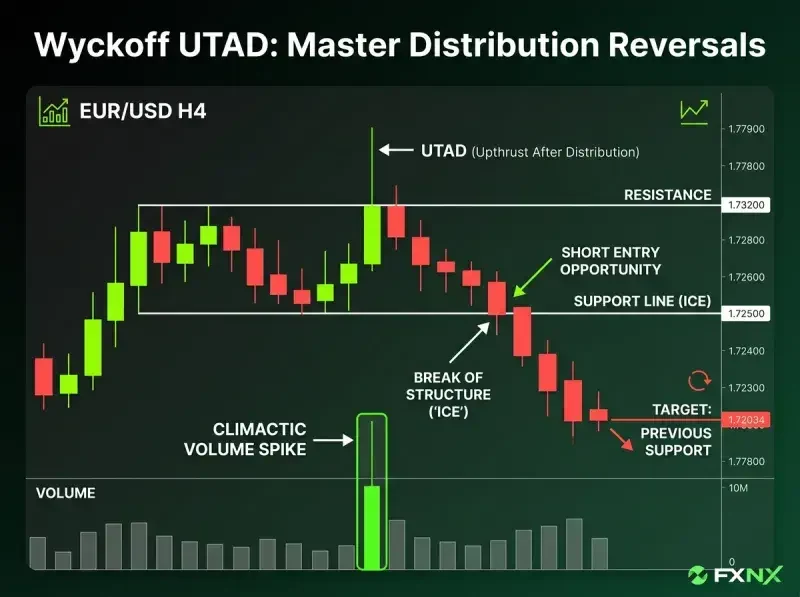 Wyckoff UTAD: Master Distribution Reversals
EUR/USD H4
1.77900
UTAD (Upthrust After Distribution)
1.77800
RESISTANCE
1.73200
1.72800
SHORT ENTRY
OPPORTUNITY
1.72600
SUPPORT LINE (ICE)
1.72500
1.72400
BREAK OF
STRUCTURE
('ICE')
1.72300
TARGET:
1.72034
PREVIOUS
SUPPORT
CLIMACTIC
VOLUME SPIKE
1.77800
VOLUME
10M
0
FXNX